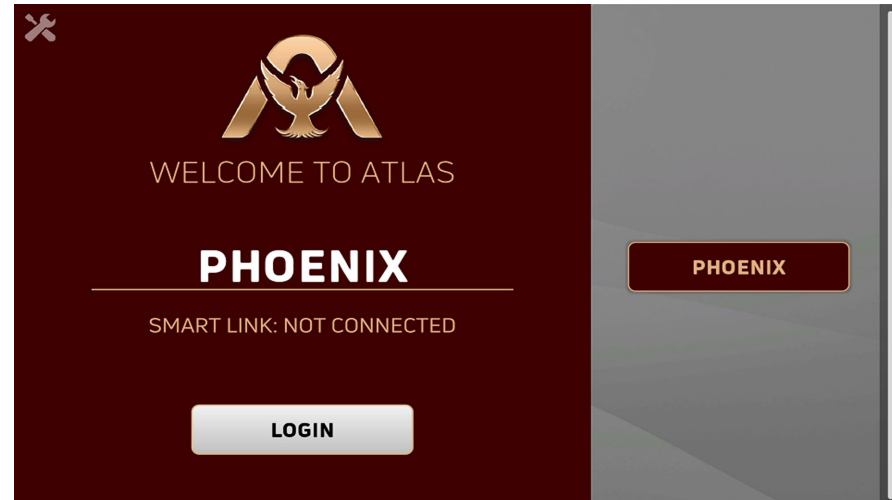 WELCOME TO ATLAS
PHOENIX
SMART LINK: NOT CONNECTED
LOGIN
PHOENIX